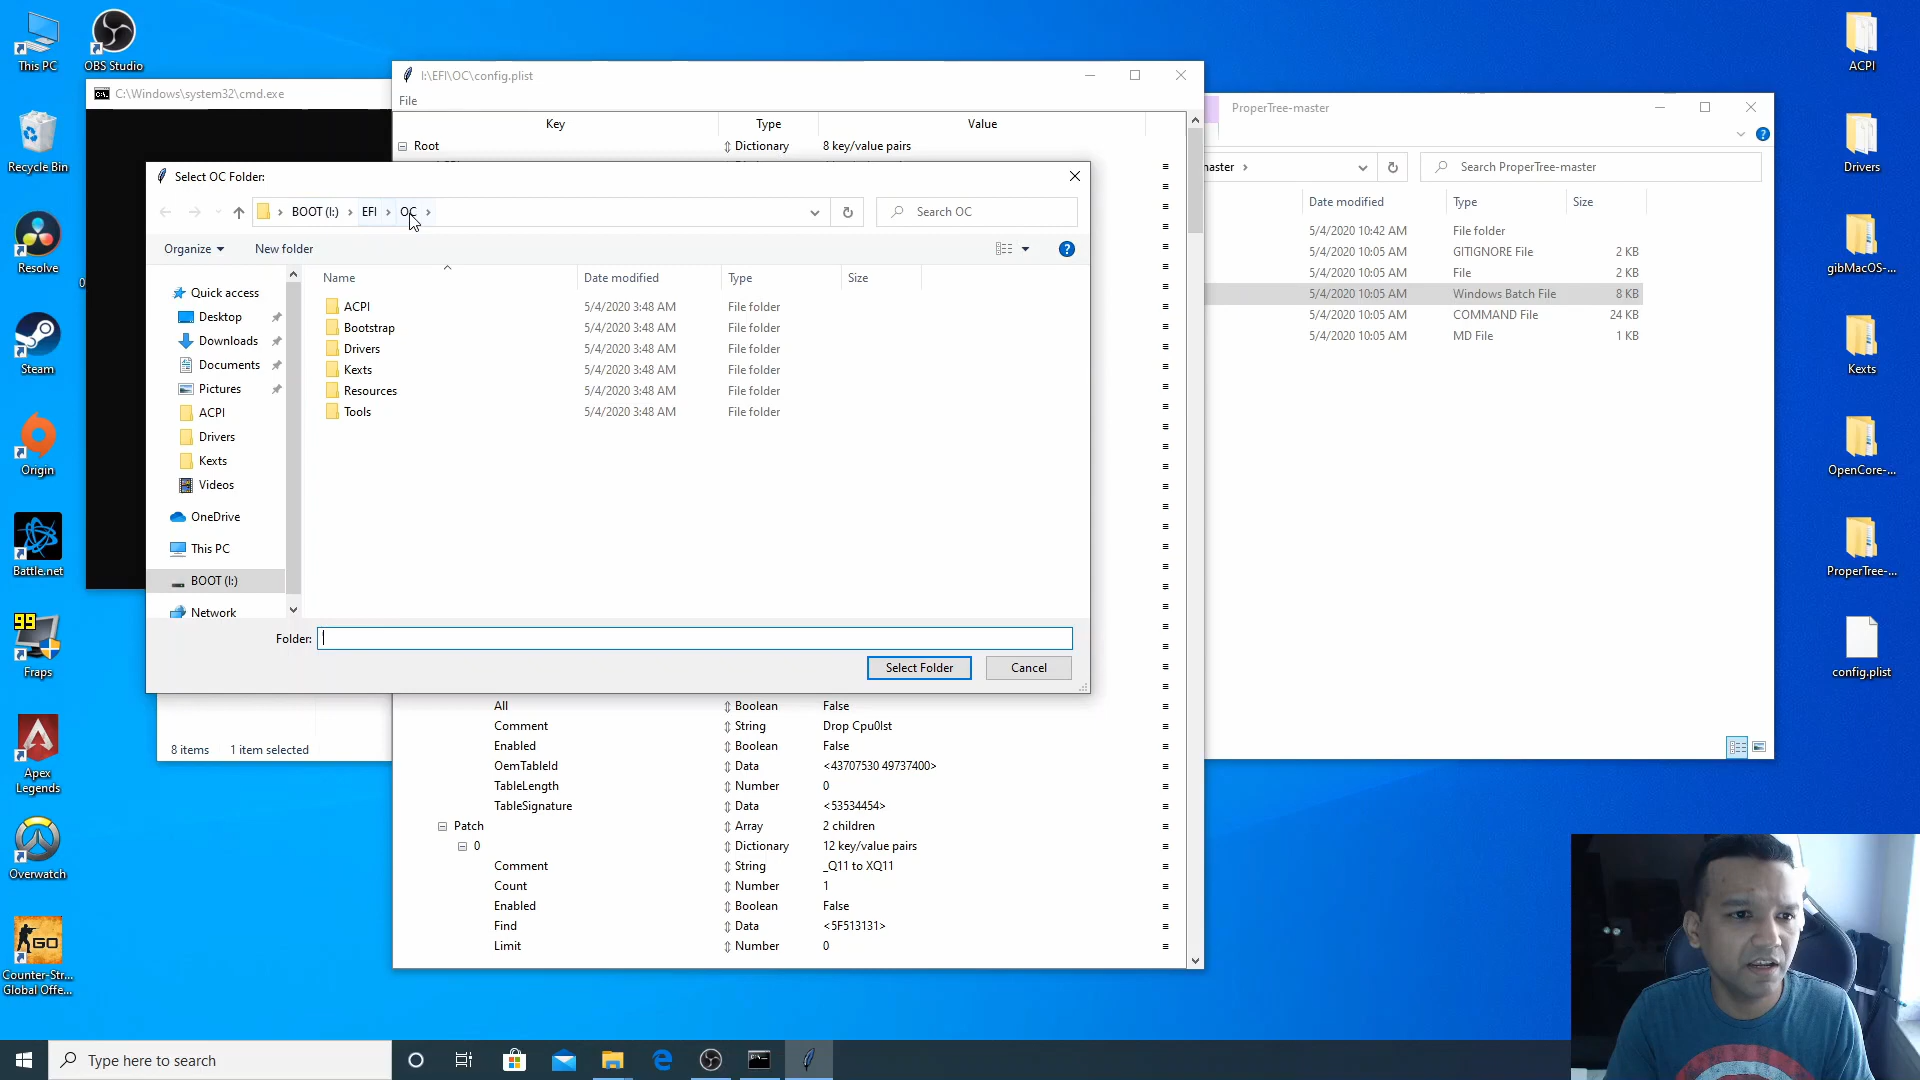 This PC
OBS Studio
Recycle Bin
Resolve
Steam
Origin
Battle.net
99
Fraps
Apex
Legends
Overwatch
GO
Counter-Str...
Global Offe...
C:\Windows\system32\cmd.exe
0
I:\EFI\OC\config.plist
File
Key Type Value
Root Dictionary 8 key/value pairs
Select OC Folder:
BOOT (I:) EFI OC
Search OC
Organize New folder
Name Date modified Type Size
ACPI 5/4/2020 3:48 AM File folder
Bootstrap 5/4/2020 3:48 AM File folder
Drivers 5/4/2020 3:48 AM File folder
Kexts 5/4/2020 3:48 AM File folder
Resources 5/4/2020 3:48 AM File folder
Tools 5/4/2020 3:48 AM File folder
Quick access
Desktop
Downloads
Documents
Pictures
ACPI
Drivers
Kexts
Videos
OneDrive
This PC
BOOT (I:)
Network
Folder:
Select Folder Cancel
All Boolean False
Comment String Drop Cpu0Ist
Enabled Boolean False
OemTableId Data <43707530 49737400>
TableLength Number 0
TableSignature Data <53534454>
Patch Array 2 children
0 Dictionary 12 key/value pairs
Comment String _Q11 to XQ11
Count Number 1
Enabled Boolean False
Find Data <5F513131>
Limit Number 0
8 items 1 item selected
ProperTree-master
master
Search ProperTree-master
Date modified Type Size
5/4/2020 10:42 AM File folder
5/4/2020 10:05 AM GITIGNORE File 2 KB
5/4/2020 10:05 AM File 2 KB
5/4/2020 10:05 AM Windows Batch File 8 KB
5/4/2020 10:05 AM COMMAND File 24 KB
5/4/2020 10:05 AM MD File 1 KB
ACPI
Drivers
gibMacOS-...
Kexts
OpenCore-...
ProperTree-...
config.plist
Type here to search